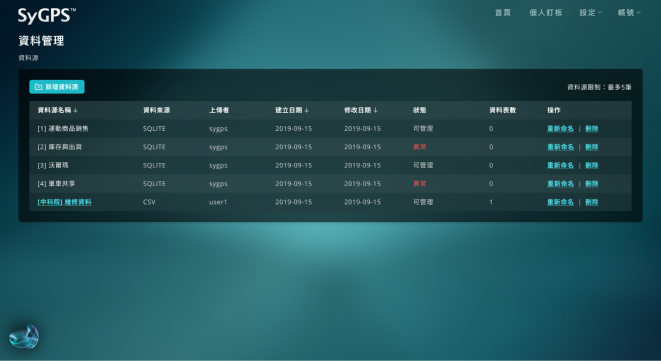 SyGPS™ 首頁 個人釘板 設定 帳號
資料管理
資料源
新增資料源 資料源限制：最多5筆
資料源名稱↓ 資料來源 上傳者 建立日期↓ 修改日期↓ 狀態 資料表數 操作
[1] 運動商品銷售 SQLITE sygps 2019-09-15 2019-09-15 可管理 0 重新命名 | 刪除
[2] 庫存與出貨 SQLITE sygps 2019-09-15 2019-09-15 異常 0 重新命名 | 刪除
[3] 沃爾瑪 SQLITE sygps 2019-09-15 2019-09-15 可管理 0 重新命名 | 刪除
[4] 單車共享 SQLITE sygps 2019-09-15 2019-09-15 異常 0 重新命名 | 刪除
[中科院] 維修資料 CSV user1 2019-09-15 2019-09-15 可管理 1 重新命名 | 刪除